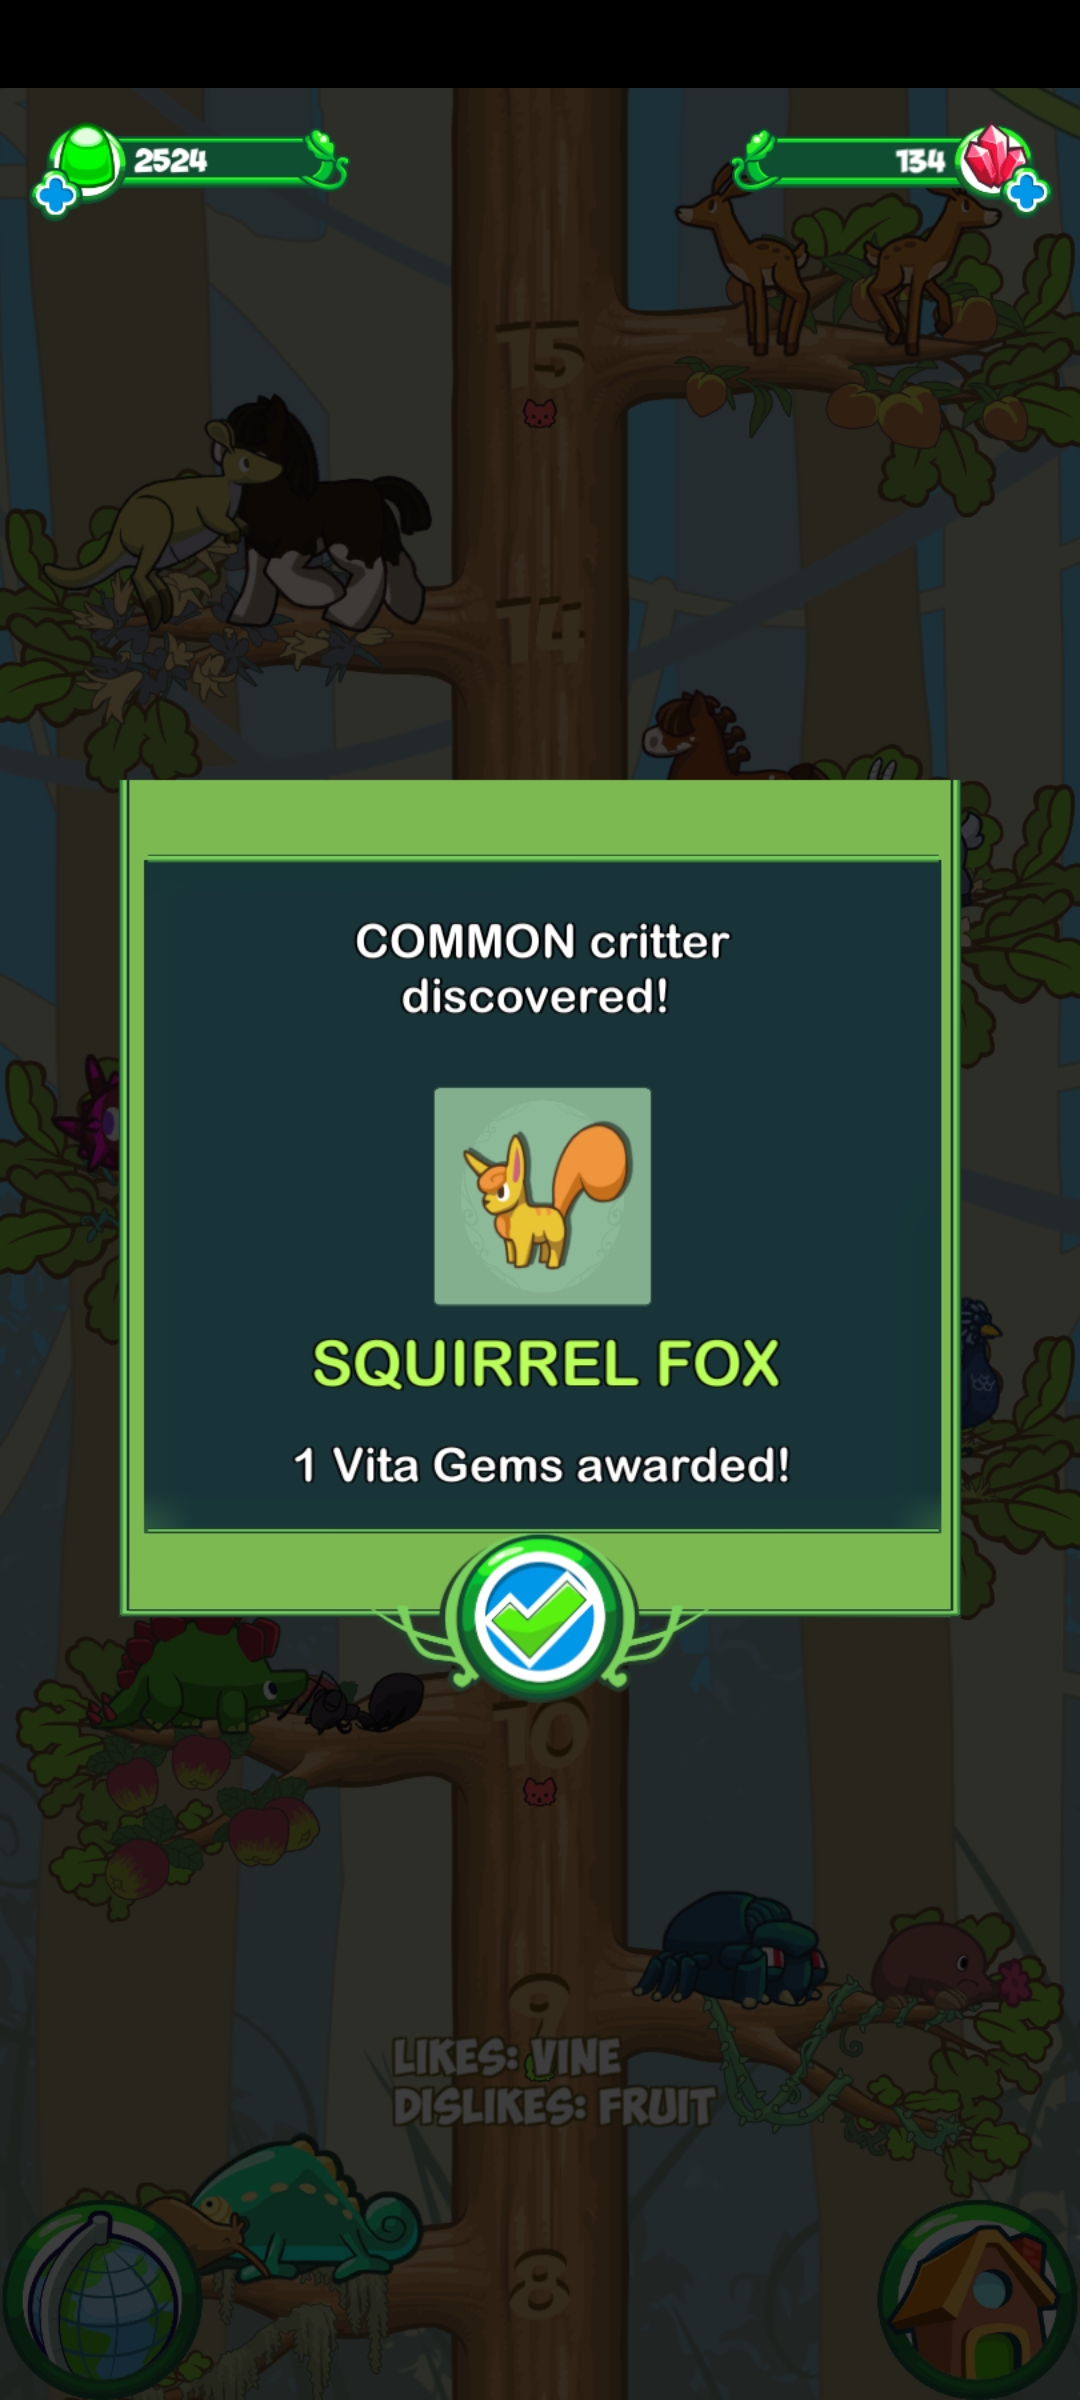 2524
134
15
14
COMMON critter
discovered!
SQUIRREL FOX
1 Vita Gems awarded!
10
9
LIKES: VINE
DISLIKES: FRUIT
8